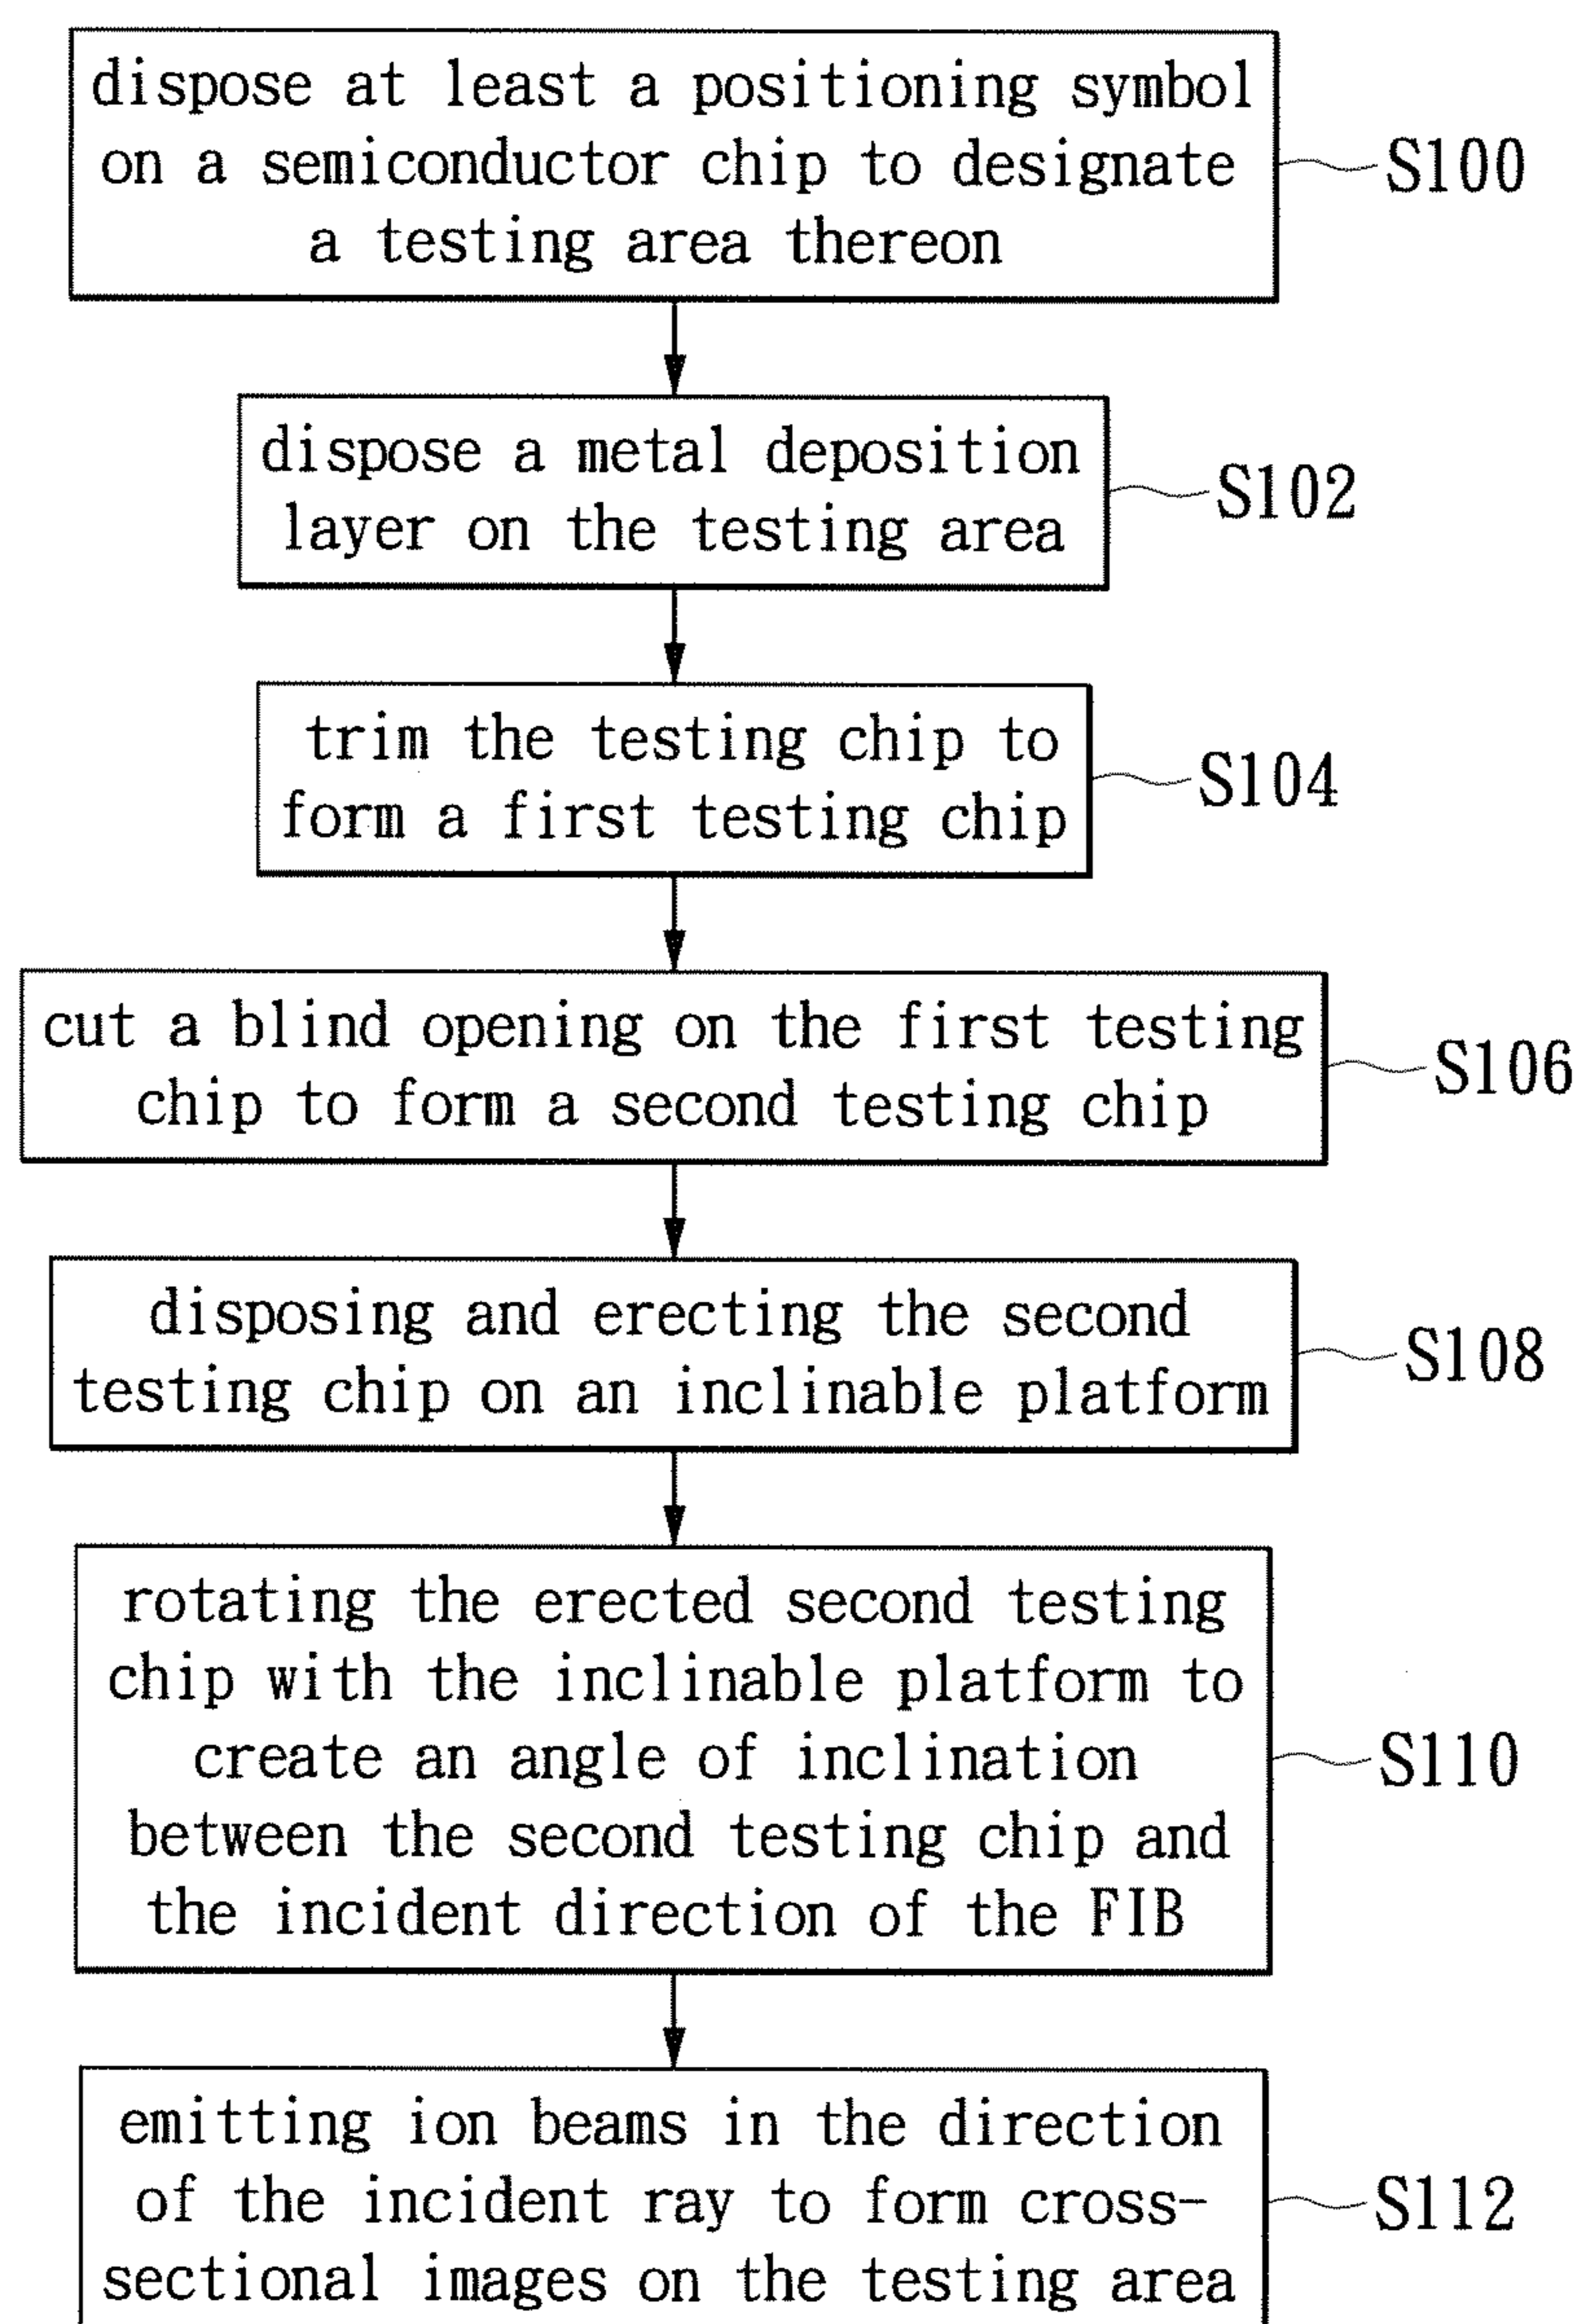 dispose at least a positioning symbol
on a semiconductor chip to designate
a testing area thereon
S100
dispose a metal deposition
layer on the testing area
S102
trim the testing chip to
form a first testing chip
S104
cut a blind opening on the first testing
chip to form a second testing chip
S106
disposing and erecting the second
testing chip on an inclinable platform
S108
rotating the erected second testing
chip with the inclinable platform to
create an angle of inclination
between the second testing chip and
the incident direction of the FIB
S110
emitting ion beams in the direction
of the incident ray to form cross-
sectional images on the testing area
S112